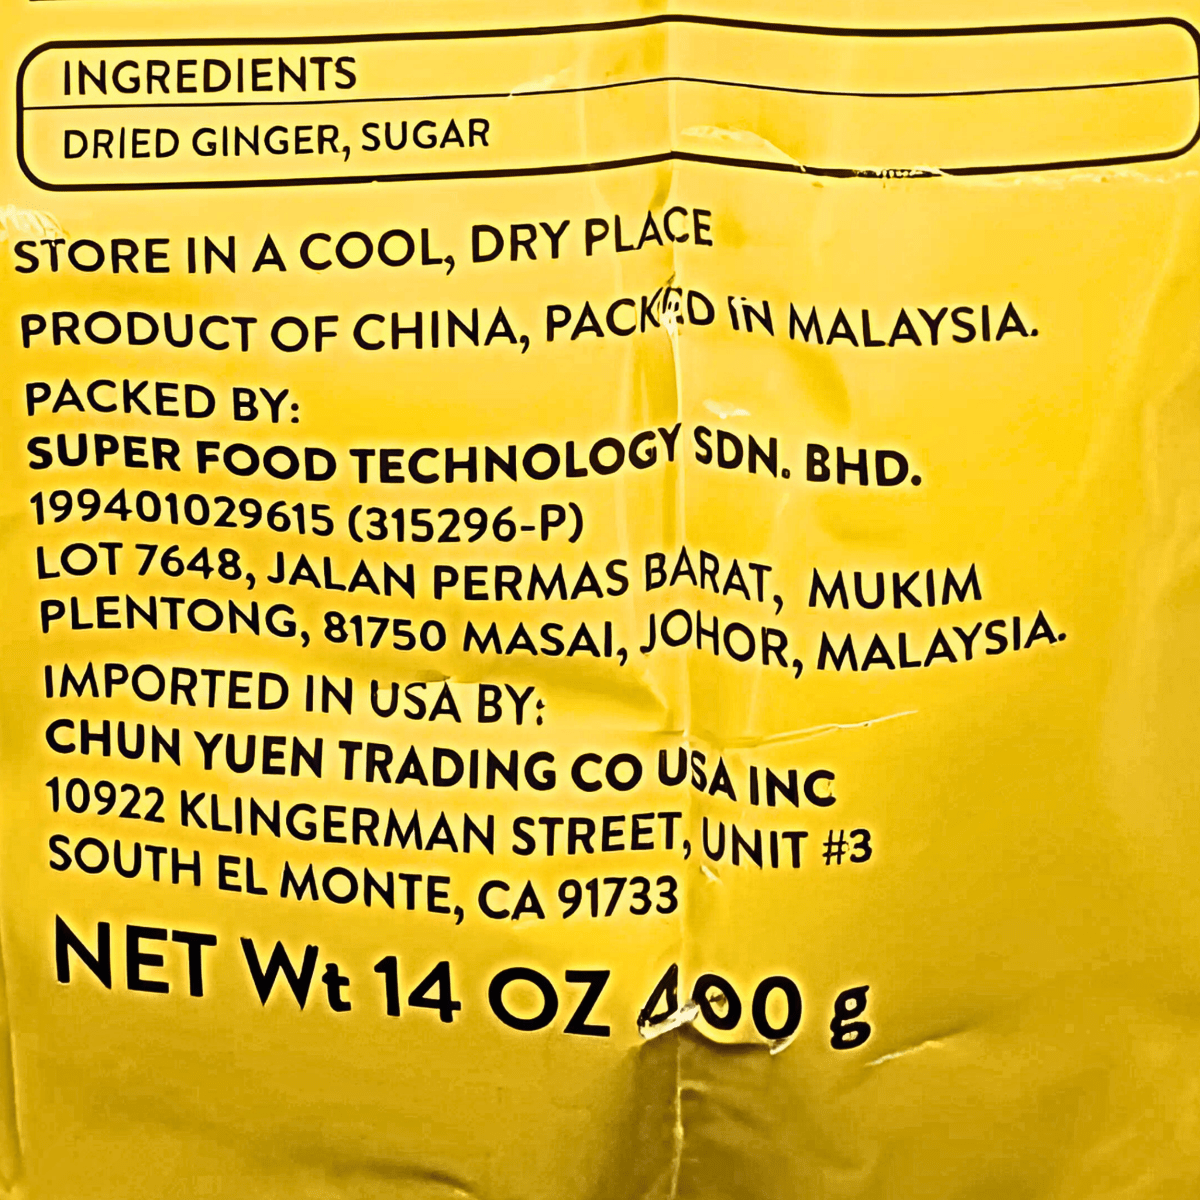 INGREDIENTS
DRIED GINGER, SUGAR
STORE IN A COOL, DRY PLACE
PRODUCT OF CHINA, PACKED IN MALAYSIA.
PACKED BY:
SUPER FOOD TECHNOLOGY SDN. BHD.
199401029615 (315296-P)
LOT 7648, JALAN PERMAS BARAT, MUKIM
PLENTONG, 81750 MASAI, JOHOR, MALAYSIA.
IMPORTED IN USA BY:
CHUN YUEN TRADING CO USA INC
10922 KLINGERMAN STREET, UNIT #3
SOUTH EL MONTE, CA 91733
NET Wt 14 OZ 400 g